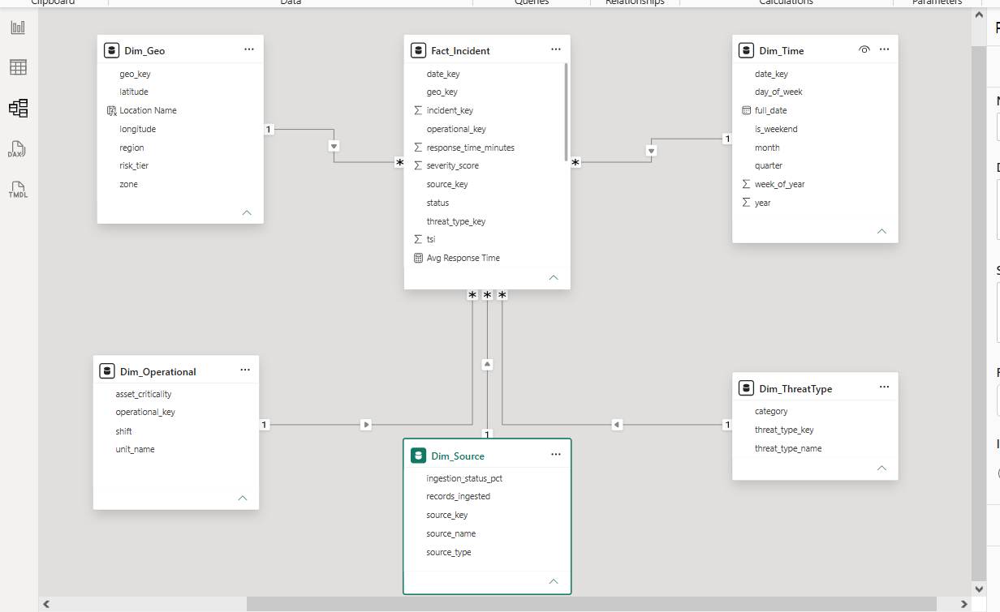 Clipboard
Data
Queries
Relationships
Calculations
Parameters
DAX
TMDL
Dim_Geo
geo_key
latitude
Location Name
longitude
region
risk_tier
zone
1
*
Fact_Incident
date_key
geo_key
incident_key
operational_key
response_time_minutes
severity_score
source_key
status
threat_type_key
tsi
Avg Response Time
*
1
Dim_Time
date_key
day_of_week
full_date
is_weekend
month
quarter
week_of_year
year
* * *
Dim_Operational
asset_criticality
operational_key
shift
unit_name
1
1
Dim_Source
ingestion_status_pct
records_ingested
source_key
source_name
source_type
1
Dim_ThreatType
category
threat_type_key
threat_type_name